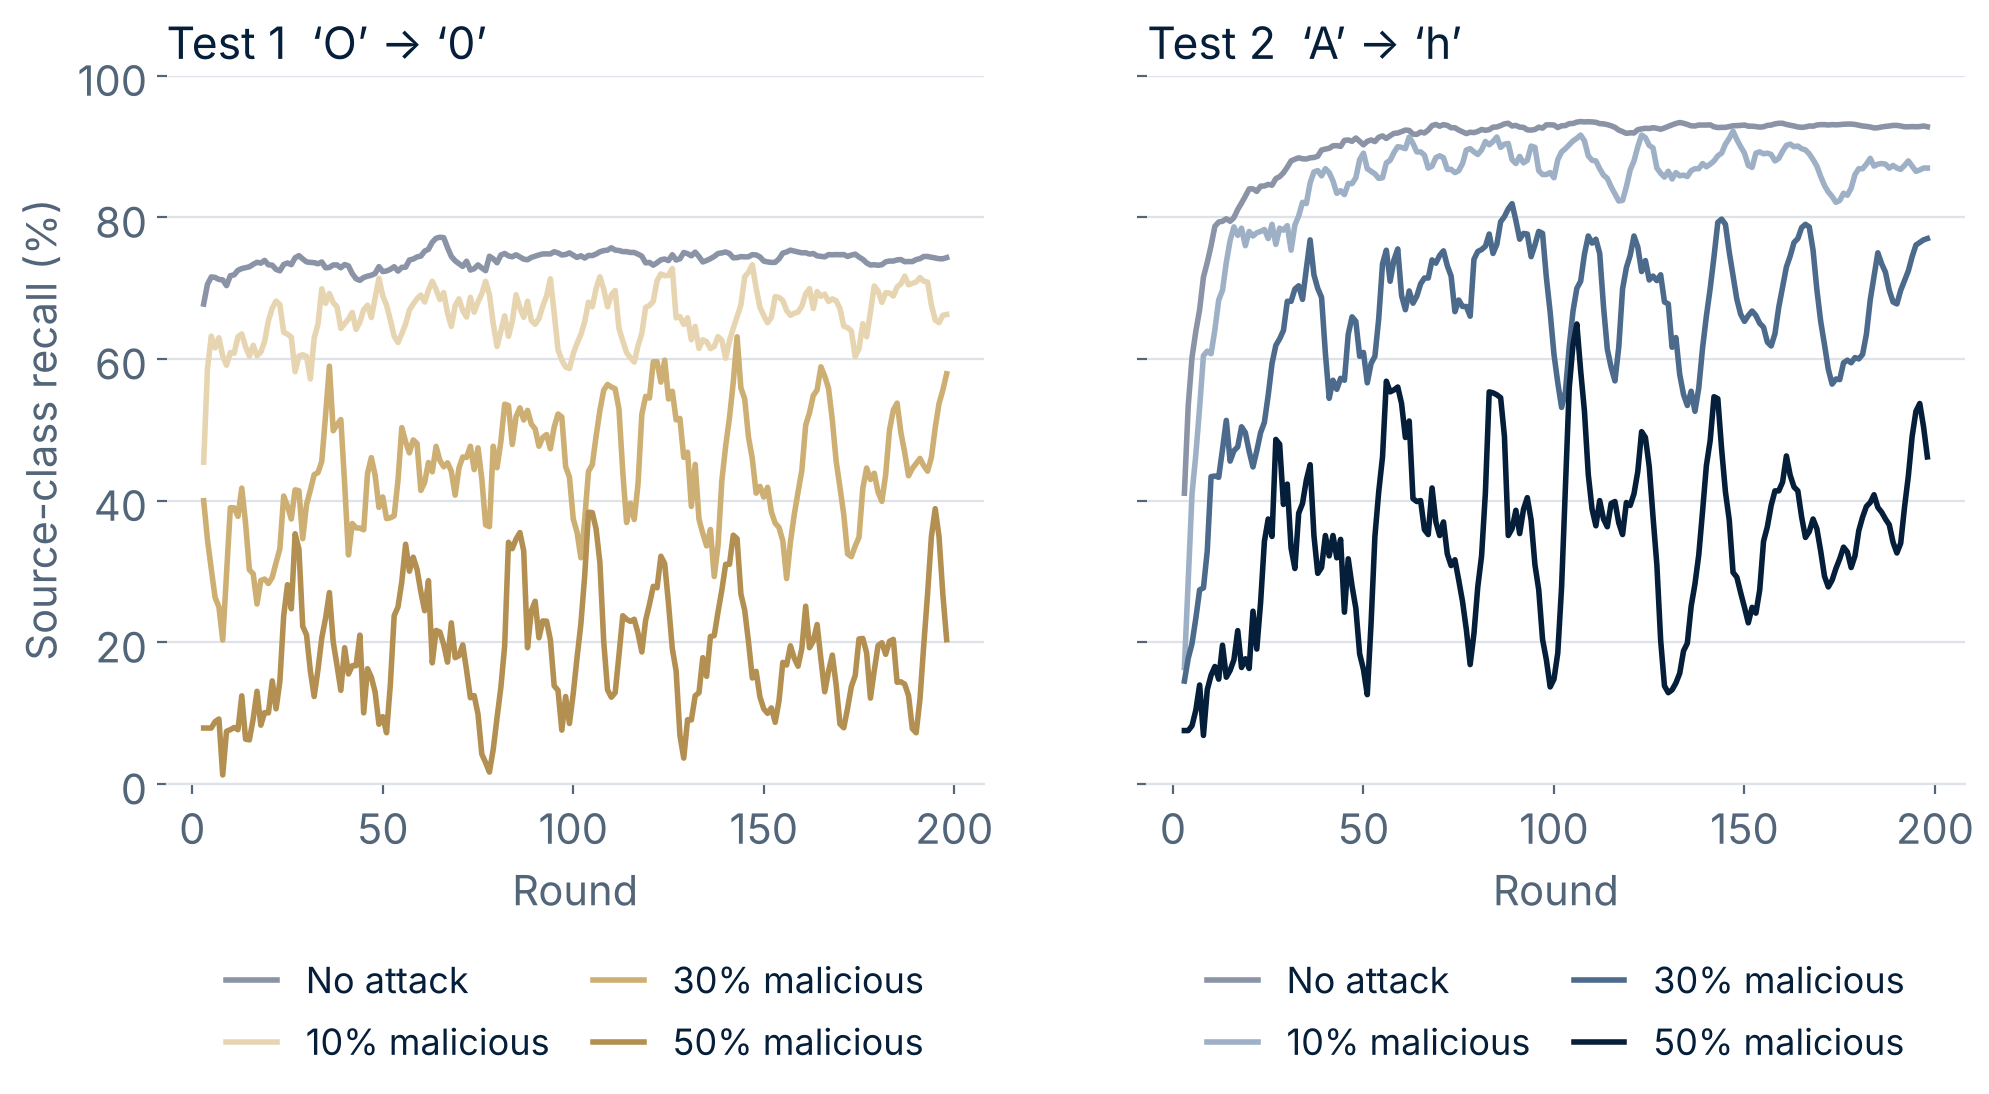 Test 1 ‘O’ → ‘0’
Test 2 ‘A’ → ‘h’
Source-class recall (%)
100
80
60
40
20
0
0 50 100 150 200
0 50 100 150 200
Round
Round
No attack
30% malicious
10% malicious
50% malicious
No attack
30% malicious
10% malicious
50% malicious